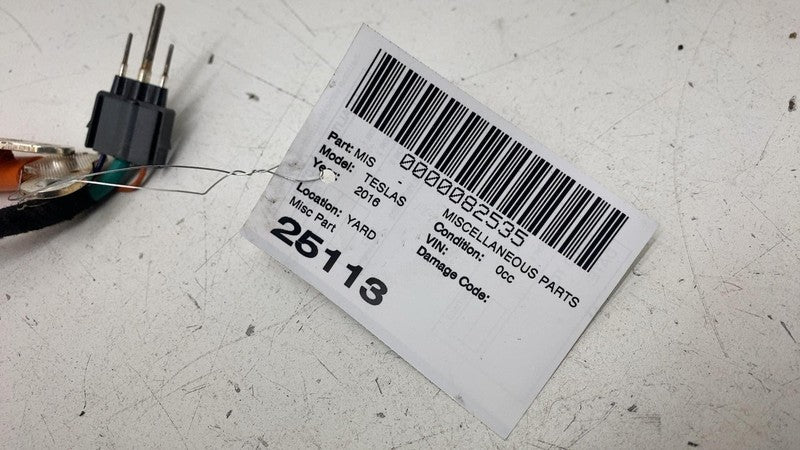 0000082535
Part: MIS - MISCELLANEOUS PARTS
Model: TESLAS Condition: 0cc
Year: 2016 VIN:
Damage Code:
Location: YARD
Misc Part
25113